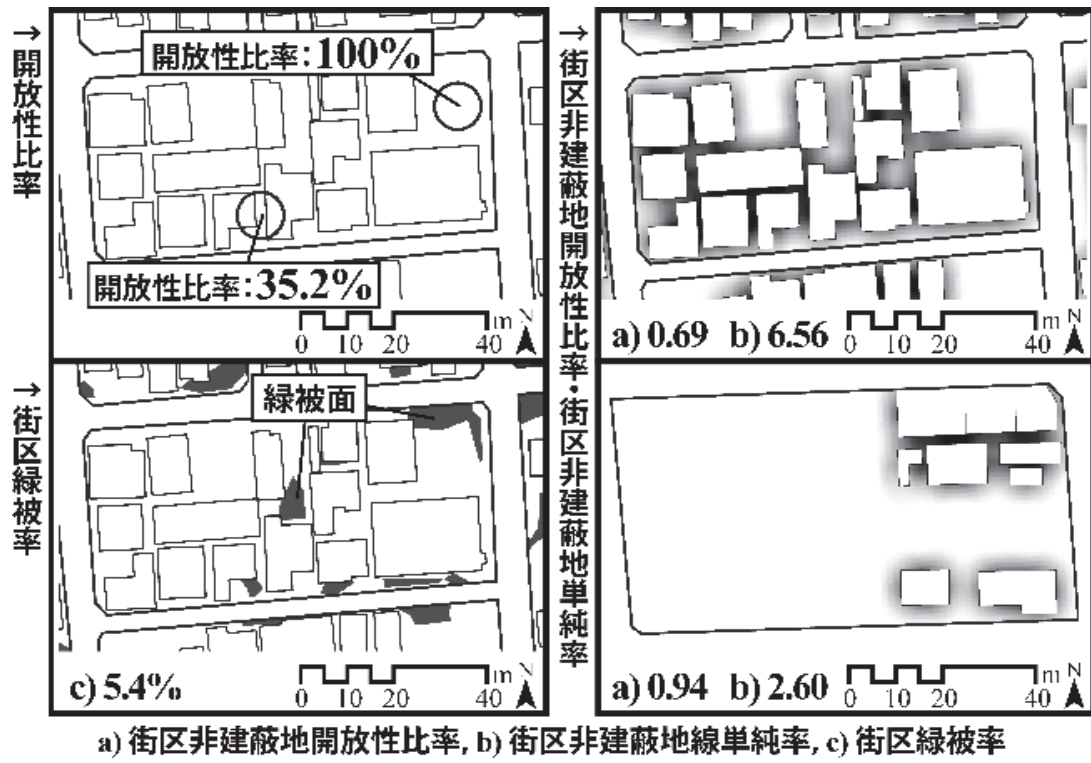 →開放性比率
開放性比率:100%
開放性比率:35.2%
0 10 20 40 m N
→街区緑被率
緑被面
c) 5.4%
0 10 20 40 m N
→街区非建蔽地開放性比率・街区非建蔽地単純率
a) 0.69 b) 6.56
0 10 20 40 m N
a) 0.94 b) 2.60
0 10 20 40 m N
a) 街区非建蔽地開放性比率, b) 街区非建蔽地線単純率, c) 街区緑被率